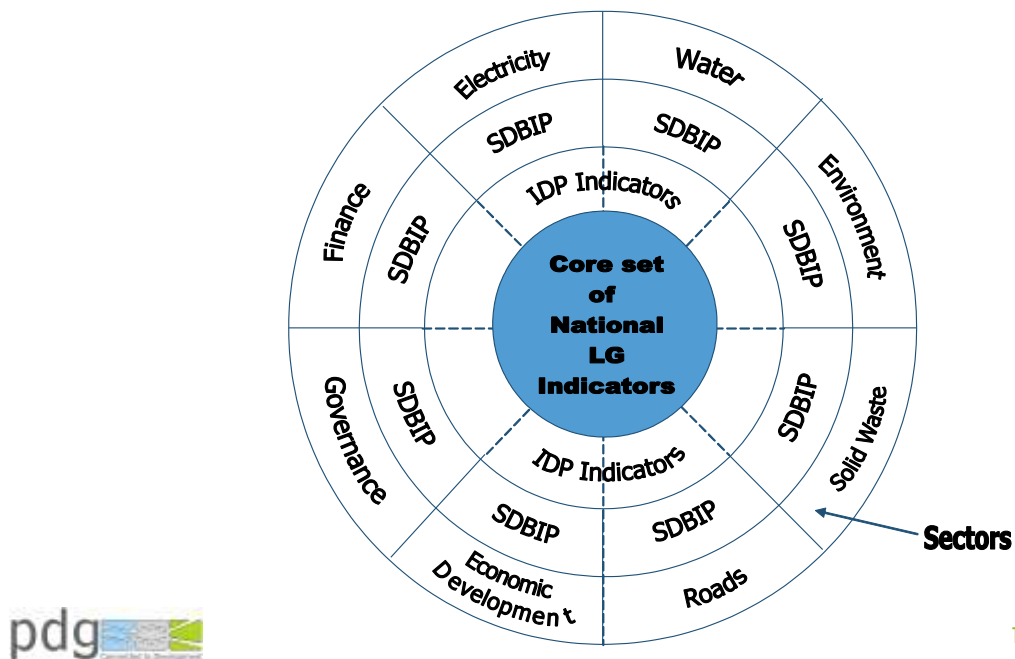 Electricity
Water
SDBIP
SDBIP
IDP Indicators
Finance
Environment
SDBIP
SDBIP
Core set
of
National
LG
Indicators
Governance
Solid Waste
SDBIP
SDBIP
IDP Indicators
SDBIP
SDBIP
Sectors
Economic
Development
Roads
pdg